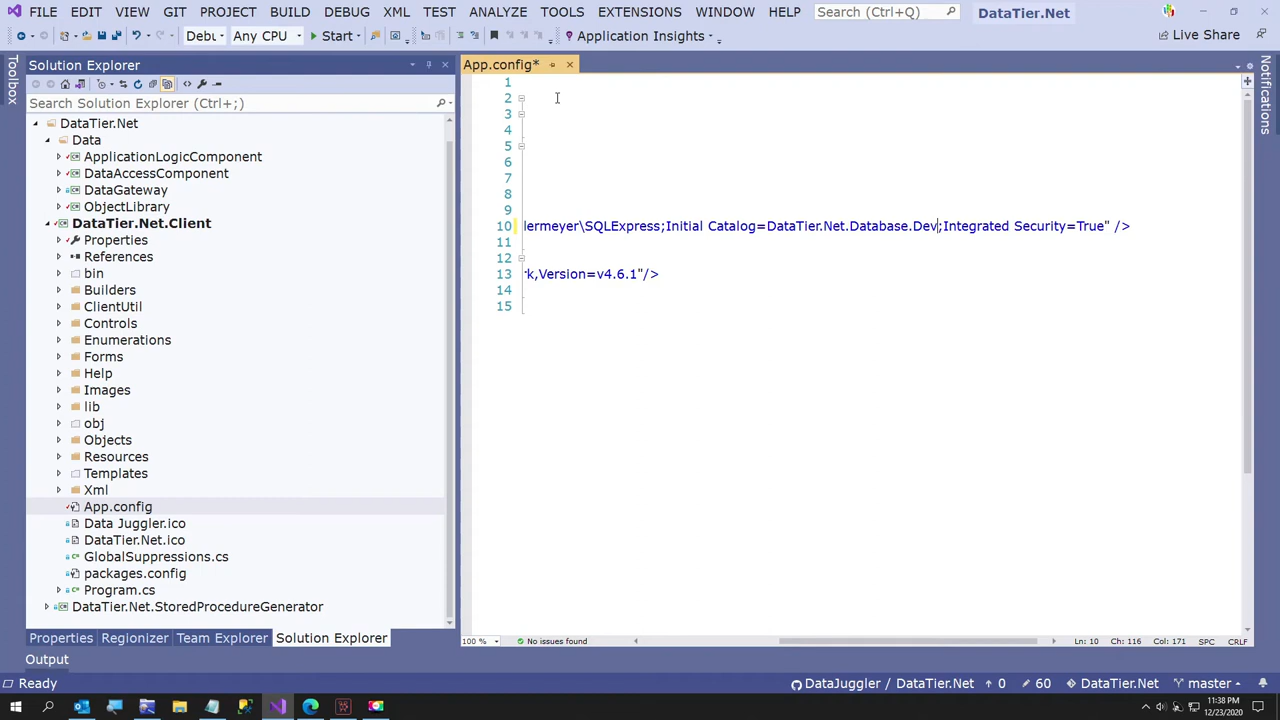 FILE EDIT VIEW GIT PROJECT BUILD DEBUG XML TEST ANALYZE TOOLS EXTENSIONS WINDOW HELP Search (Ctrl+Q) DataTier.Net
Debu Any CPU Start Application Insights Live Share
Toolbox
Solution Explorer
Search Solution Explorer (Ctrl+;)
DataTier.Net
Data
ApplicationLogicComponent
DataAccessComponent
DataGateway
ObjectLibrary
DataTier.Net.Client
Properties
References
bin
Builders
ClientUtil
Controls
Enumerations
Forms
Help
Images
lib
obj
Objects
Resources
Templates
Xml
App.config
Data Juggler.ico
DataTier.Net.ico
GlobalSuppressions.cs
packages.config
Program.cs
DataTier.Net.StoredProcedureGenerator
Properties Regionizer Team Explorer Solution Explorer
App.config*
1
2
3
4
5
6
7
8
9
10 lermeyer\SQLExpress;Initial Catalog=DataTier.Net.Database.Dev;Integrated Security=True" />
11
12
13 k,Version=v4.6.1"/>
14
15
100 % No issues found Ln: 10 Ch: 116 Col: 171 SPC CRLF
Notifications
Output
Ready DataJuggler / DataTier.Net 0 60 DataTier.Net master
11:38 PM
12/23/2020